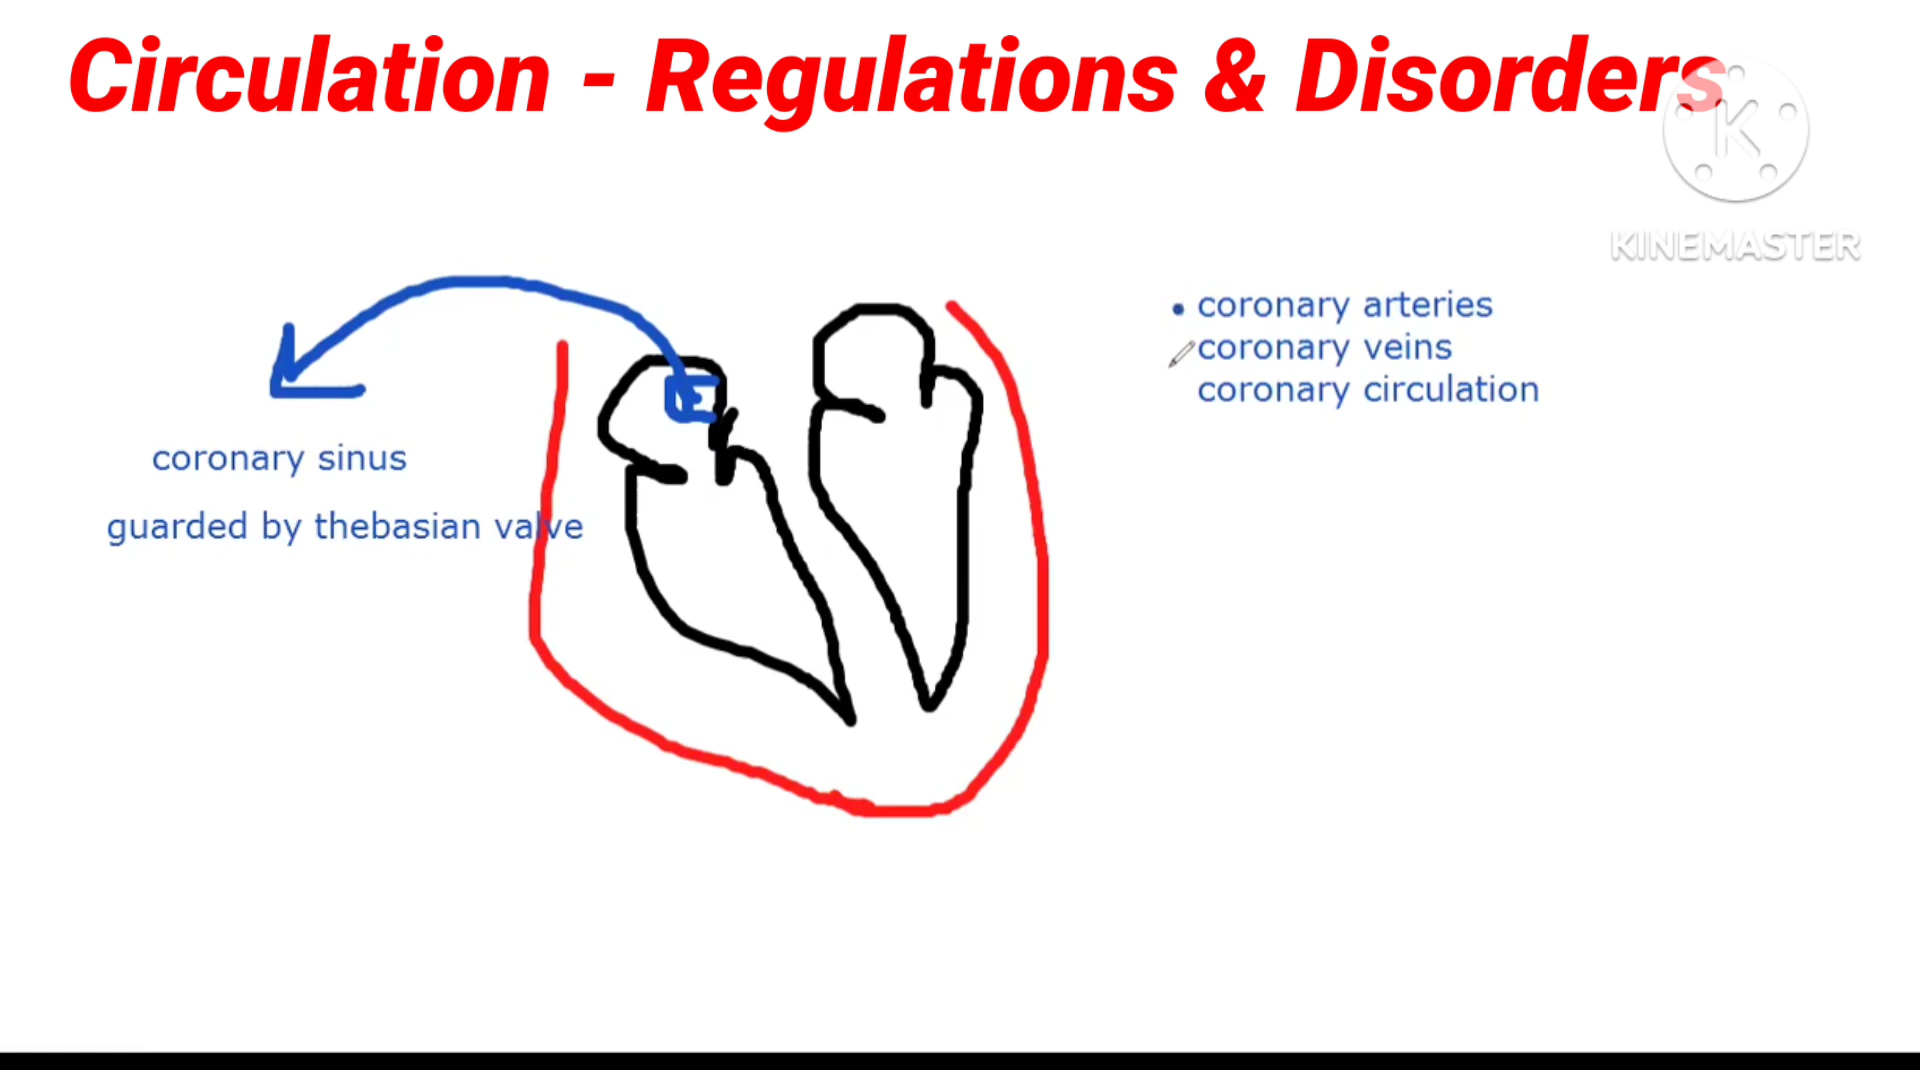 Circulation - Regulations & Disorders
K
KINEMASTER
• coronary arteries
coronary veins
coronary circulation
coronary sinus
guarded by thebasian valve